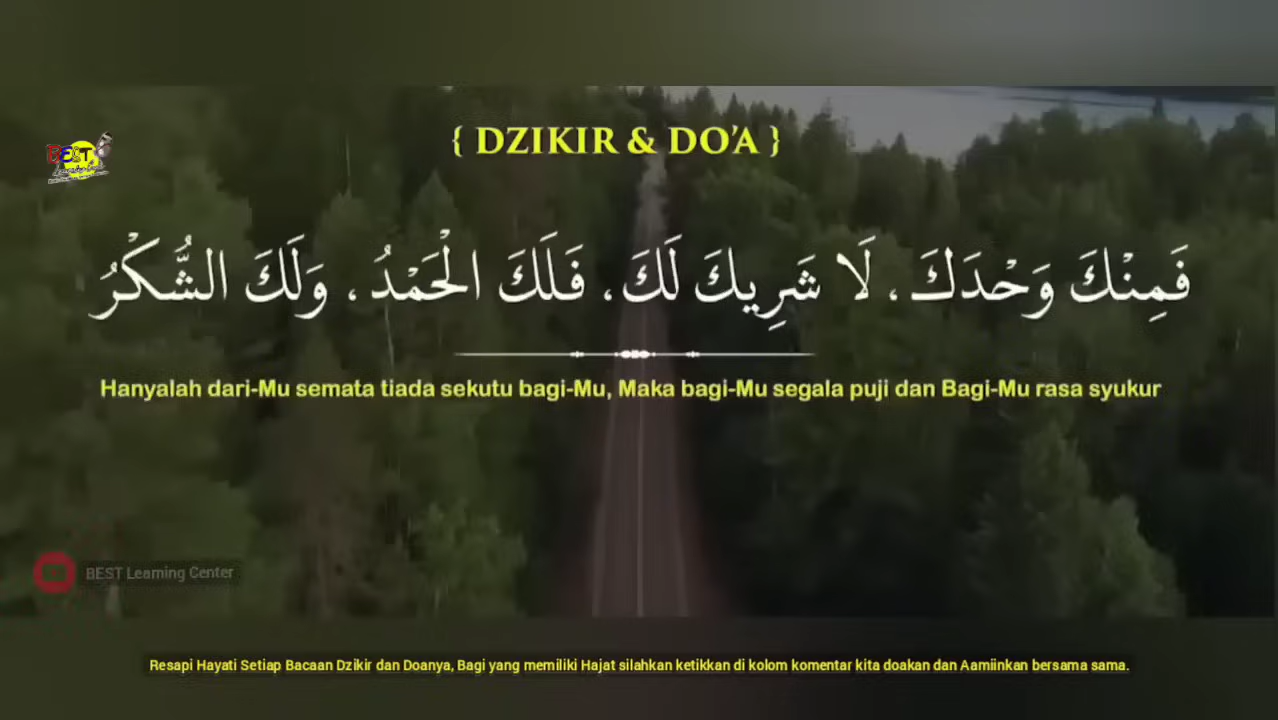 { DZIKIR & DO’A }
BEST
فَمِنْكَ وَحْدَكَ، لَا شَرِيكَ لَكَ، فَلَكَ الْحَمْدُ، وَلَكَ الشُّكْرُ
Hanyalah dari-Mu semata tiada sekutu bagi-Mu, Maka bagi-Mu segala puji dan Bagi-Mu rasa syukur
BEST Learning Center
Resapi Hayati Setiap Bacaan Dzikir dan Doanya, Bagi yang memiliki Hajat silahkan ketikkan di kolom komentar kita doakan dan Aamiinkan bersama sama.